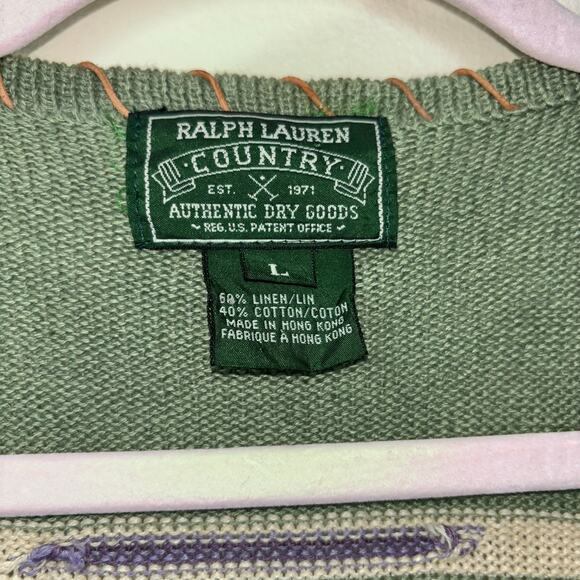 RALPH LAUREN
COUNTRY
EST. 1971
AUTHENTIC DRY GOODS
~ REG. U.S. PATENT OFFICE ~
L
60% LINEN/LIN
40% COTTON/COTON
MADE IN HONG KONG
FABRIQUE À HONG KONG